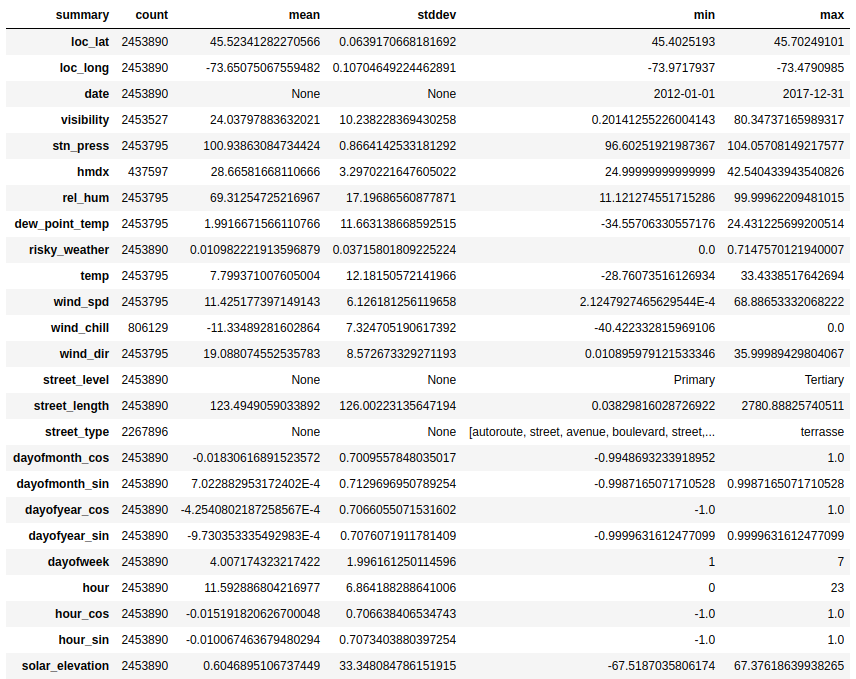 summary count mean stddev min max
loc_lat 2453890 45.52341282270566 0.0639170668181692 45.4025193 45.70249101
loc_long 2453890 -73.65075067559482 0.10704649224462891 -73.9717937 -73.4790985
date 2453890 None None 2012-01-01 2017-12-31
visibility 2453527 24.03797883632021 10.238228369430258 0.20141255226004143 80.34737165989317
stn_press 2453795 100.93863084734424 0.8664142533181292 96.60251921987367 104.05708149217577
hmdx 437597 28.66581668110666 3.2970221647605022 24.99999999999999 42.540433943540826
rel_hum 2453795 69.31254725216967 17.19686560877871 11.121274551715286 99.99962209481015
dew_point_temp 2453795 1.9916671566110766 11.663138668592515 -34.55706330557176 24.431225699200514
risky_weather 2453890 0.010982221913596879 0.03715801809225224 0.0 0.7147570121940007
temp 2453795 7.799371007605004 12.18150572141966 -28.76073516126934 33.4338517642694
wind_spd 2453795 11.425177397149143 6.126181256119658 2.1247927465629544E-4 68.88653332068222
wind_chill 806129 -11.33489281602864 7.324705190617392 -40.422332815969106 0.0
wind_dir 2453795 19.088074552535783 8.572673329271193 0.010895979121533346 35.99989429804067
street_level 2453890 None None Primary Tertiary
street_length 2453890 123.4949059033892 126.00223135647194 0.03829816028726922 2780.88825740511
street_type 2267896 None None [autoroute, street, avenue, boulevard, street,... terrasse
dayofmonth_cos 2453890 -0.01830616891523572 0.7009557848035017 -0.9948693233918952 1.0
dayofmonth_sin 2453890 7.022882953172402E-4 0.7129696950789254 -0.9987165071710528 0.9987165071710528
dayofyear_cos 2453890 -4.2540802187258567E-4 0.7066055071531602 -1.0 1.0
dayofyear_sin 2453890 -9.730353335492983E-4 0.7076071911781409 -0.9999631612477099 0.9999631612477099
dayofweek 2453890 4.007174323217422 1.996161250114596 1 7
hour 2453890 11.592886804216977 6.864188288641006 0 23
hour_cos 2453890 -0.015191820626700048 0.706638406534743 -1.0 1.0
hour_sin 2453890 -0.010067463679480294 0.7073403880397254 -1.0 1.0
solar_elevation 2453890 0.6046895106737449 33.348084786151915 -67.5187035806174 67.37618639938265